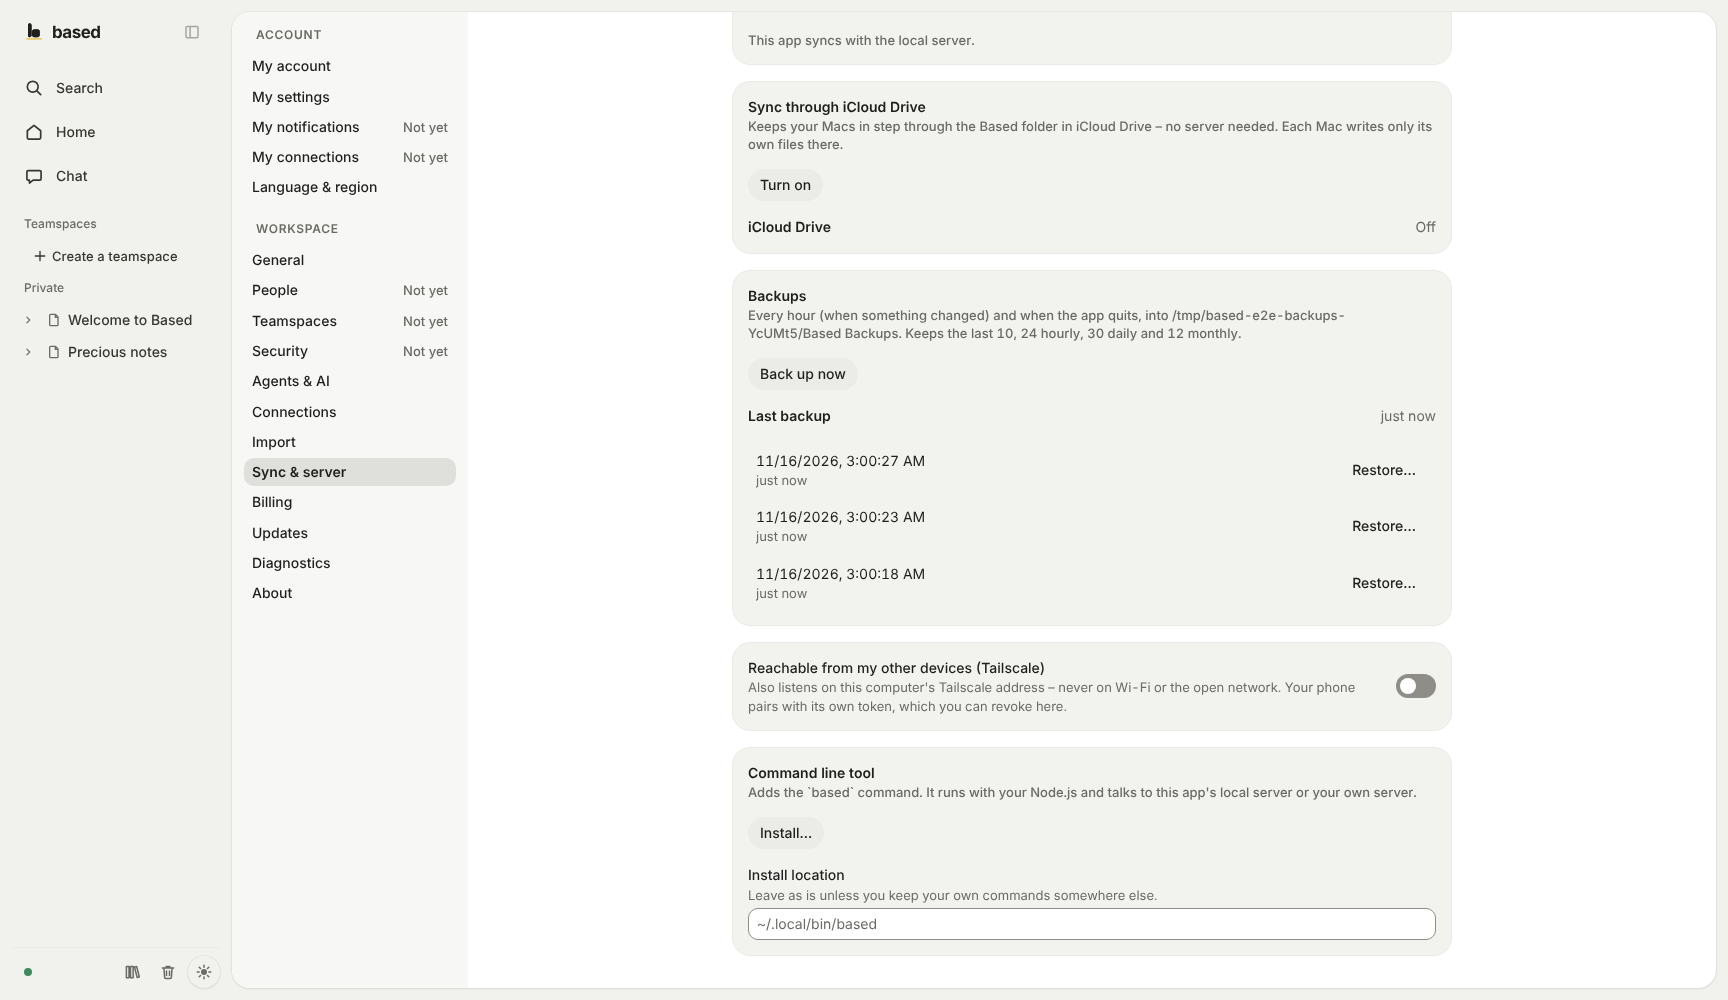 based
Search
Home
Chat
Teamspaces
Create a teamspace
Private
Welcome to Based
Precious notes
ACCOUNT
My account
My settings
My notifications Not yet
My connections Not yet
Language & region
WORKSPACE
General
People Not yet
Teamspaces Not yet
Security Not yet
Agents & AI
Connections
Import
Sync & server
Billing
Updates
Diagnostics
About
This app syncs with the local server.
Sync through iCloud Drive
Keeps your Macs in step through the Based folder in iCloud Drive – no server needed. Each Mac writes only its
own files there.
Turn on
iCloud Drive Off
Backups
Every hour (when something changed) and when the app quits, into /tmp/based-e2e-backups-
YcUMt5/Based Backups. Keeps the last 10, 24 hourly, 30 daily and 12 monthly.
Back up now
Last backup just now
11/16/2026, 3:00:27 AM
just now
Restore...
11/16/2026, 3:00:23 AM
just now
Restore...
11/16/2026, 3:00:18 AM
just now
Restore...
Reachable from my other devices (Tailscale)
Also listens on this computer's Tailscale address – never on Wi-Fi or the open network. Your phone
pairs with its own token, which you can revoke here.
Command line tool
Adds the `based` command. It runs with your Node.js and talks to this app's local server or your own server.
Install...
Install location
Leave as is unless you keep your own commands somewhere else.
~/.local/bin/based